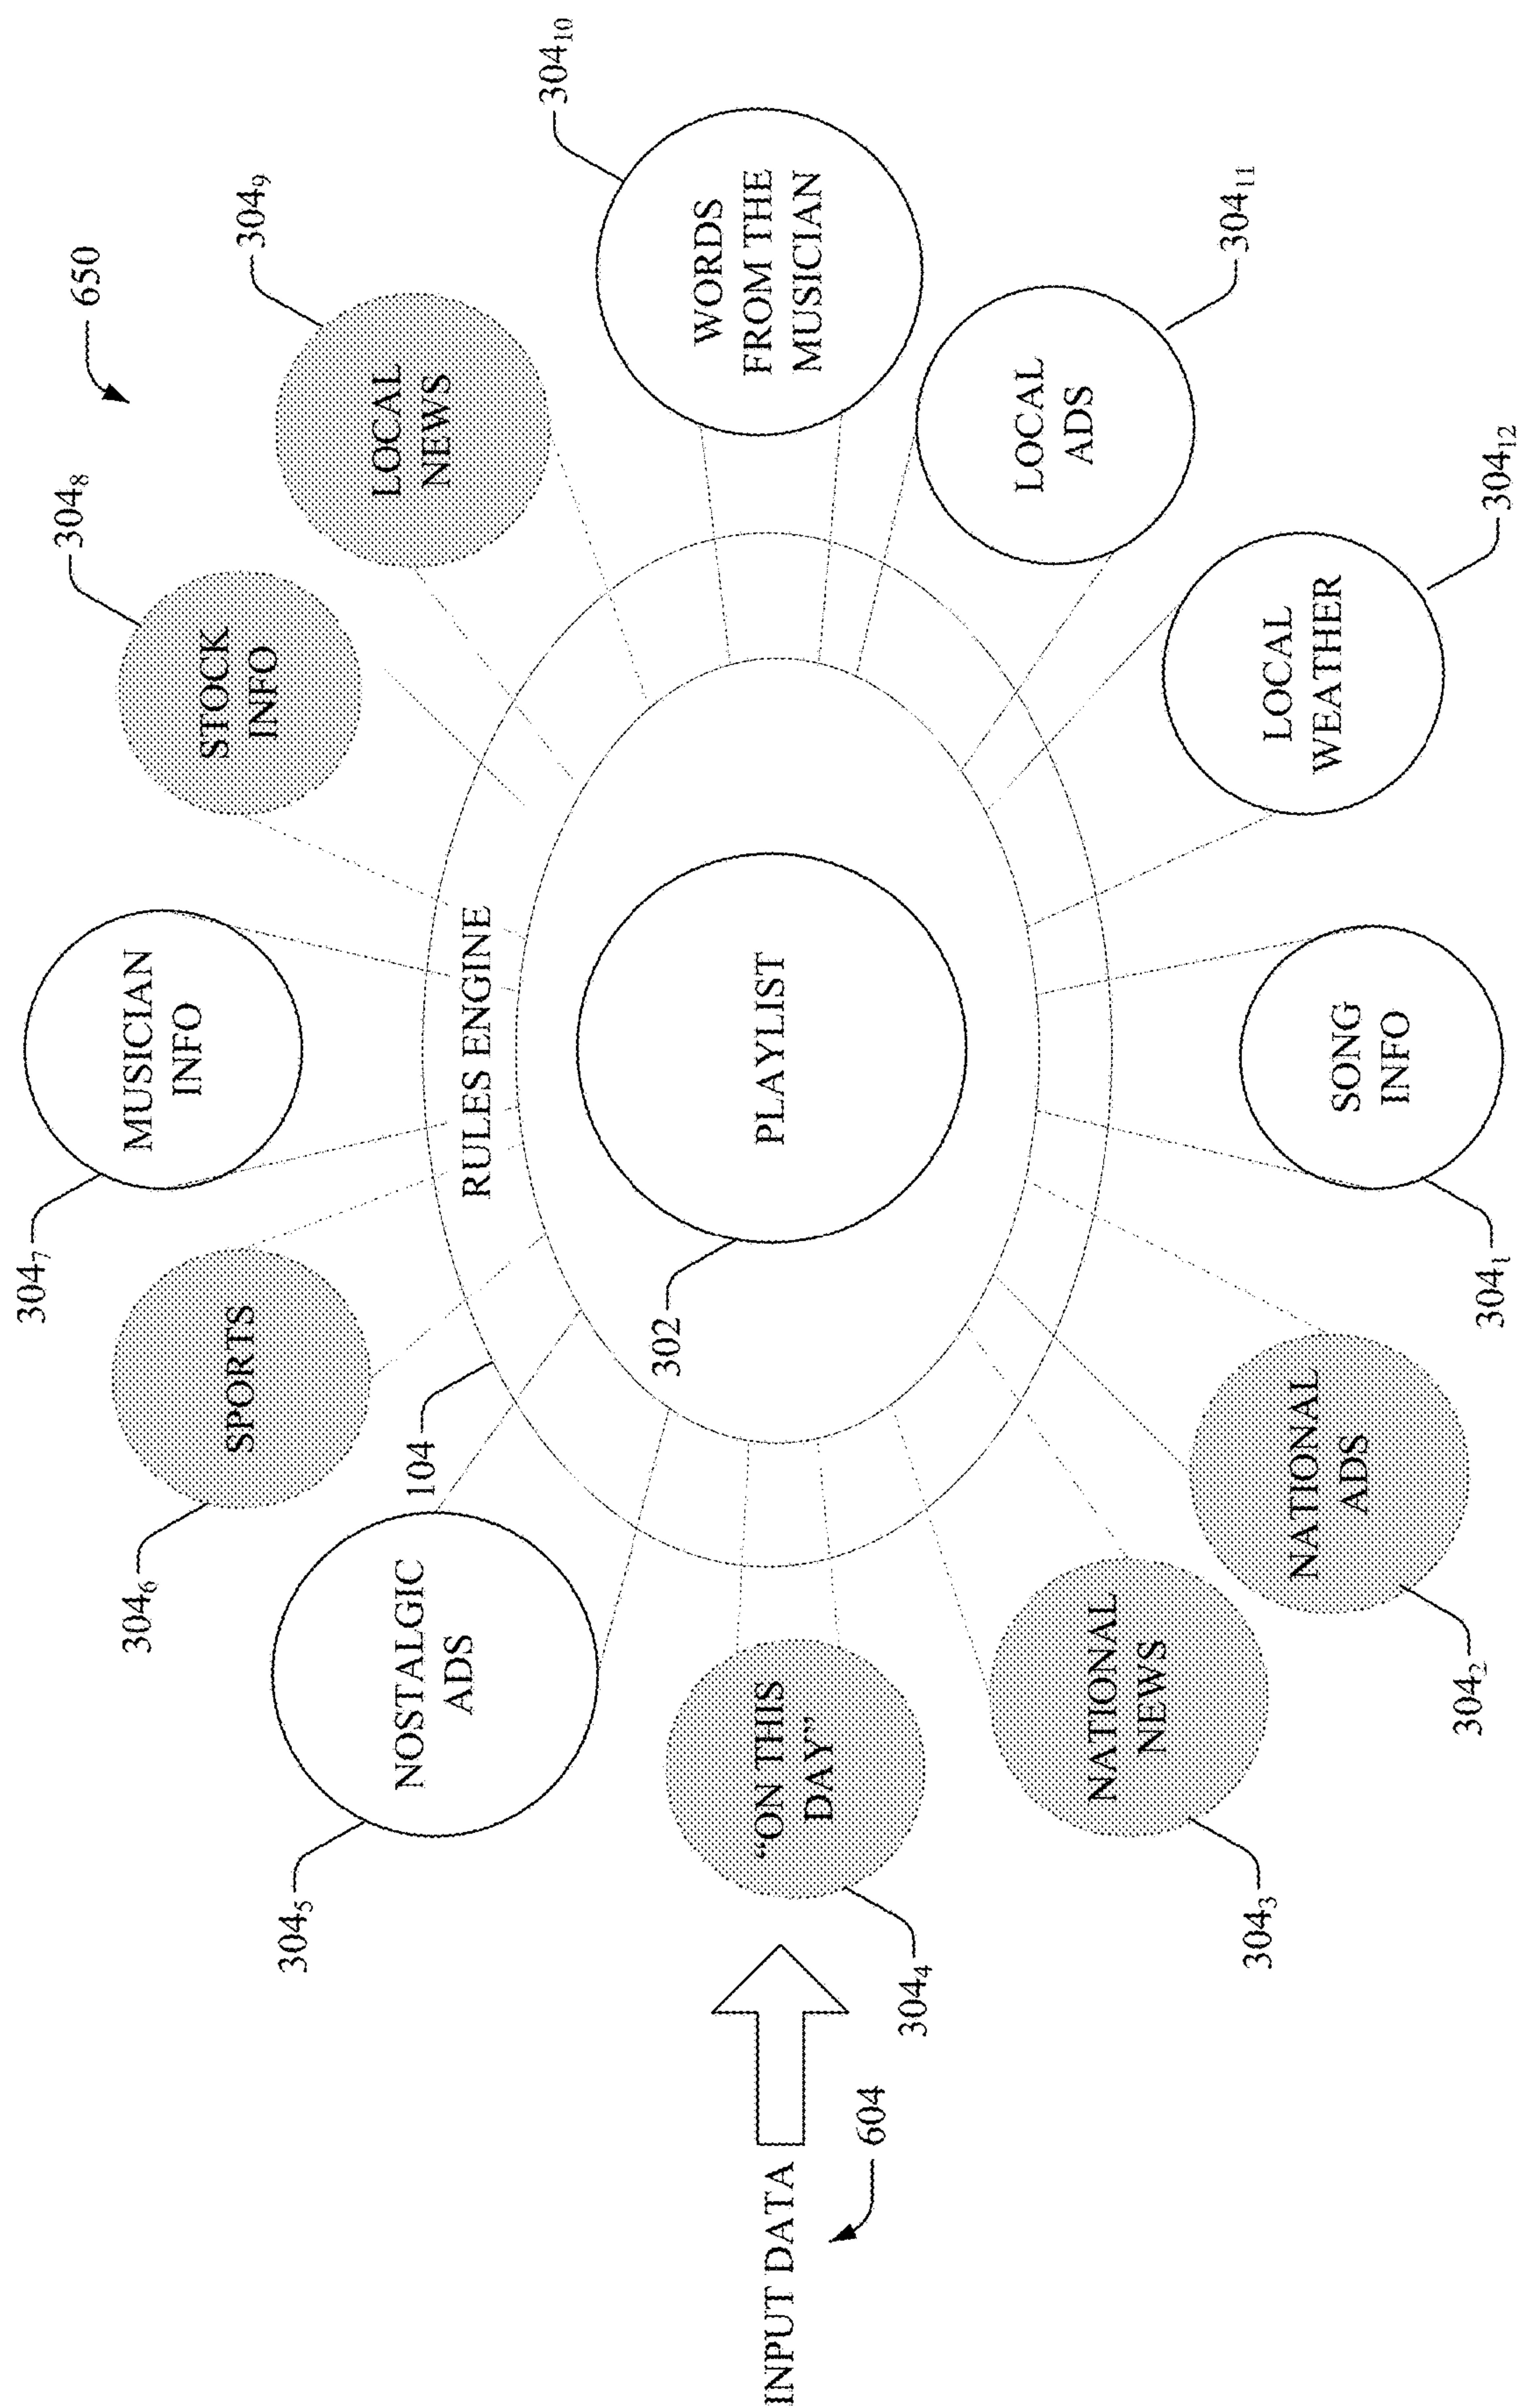 650
304₇
MUSICIAN
INFO
304₈
STOCK
INFO
304₉
LOCAL
NEWS
304₁₀
WORDS
FROM THE
MUSICIAN
304₁₁
LOCAL
ADS
304₁₂
LOCAL
WEATHER
304₁
SONG
INFO
304₂
NATIONAL
ADS
304₃
NATIONAL
NEWS
304₄
“ON THIS
DAY”
304₅
NOSTALGIC
ADS
304₆
SPORTS
104
RULES ENGINE
302
PLAYLIST
INPUT DATA
604